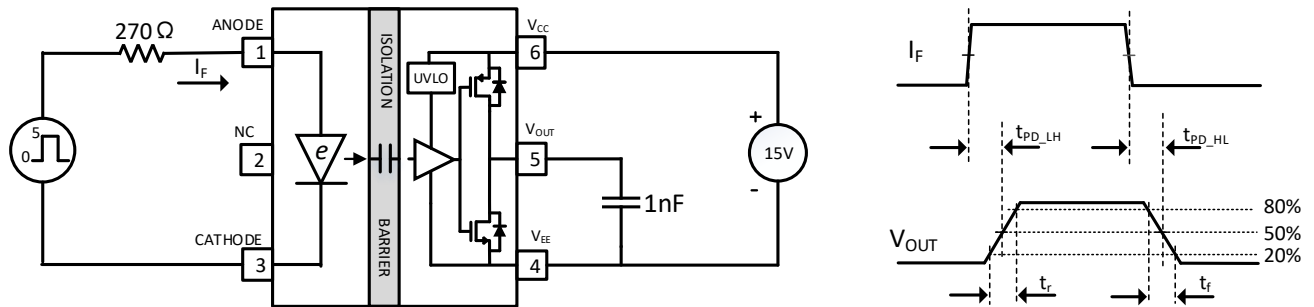 270 Ω
ANODE
1
I_F
5
0
NC
2
CATHODE
3
e
ISOLATION
BARRIER
UVLO
V_CC
6
V_OUT
5
V_EE
4
1nF
+
15V
-
I_F
t_PD_LH
t_PD_HL
V_OUT
80%
50%
20%
t_r
t_f